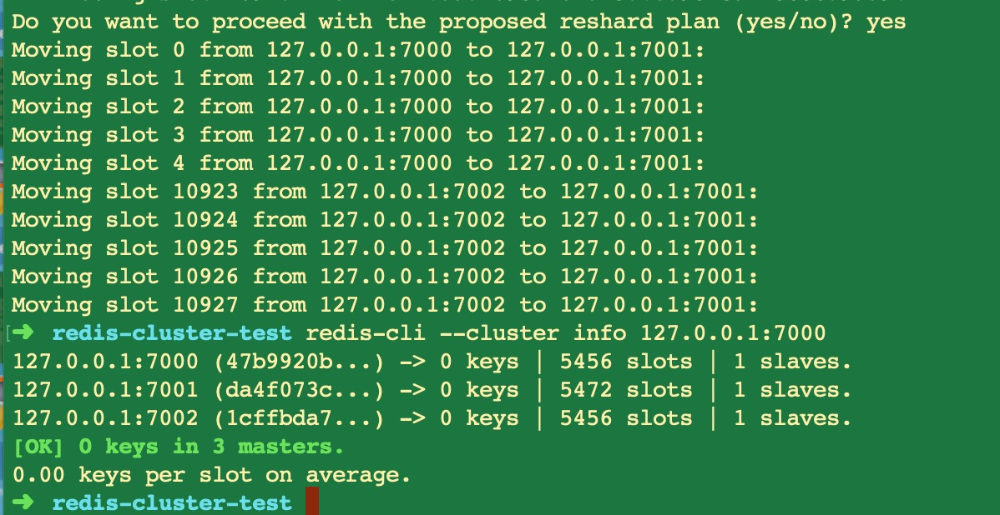 Do you want to proceed with the proposed reshard plan (yes/no)? yes
Moving slot 0 from 127.0.0.1:7000 to 127.0.0.1:7001:
Moving slot 1 from 127.0.0.1:7000 to 127.0.0.1:7001:
Moving slot 2 from 127.0.0.1:7000 to 127.0.0.1:7001:
Moving slot 3 from 127.0.0.1:7000 to 127.0.0.1:7001:
Moving slot 4 from 127.0.0.1:7000 to 127.0.0.1:7001:
Moving slot 10923 from 127.0.0.1:7002 to 127.0.0.1:7001:
Moving slot 10924 from 127.0.0.1:7002 to 127.0.0.1:7001:
Moving slot 10925 from 127.0.0.1:7002 to 127.0.0.1:7001:
Moving slot 10926 from 127.0.0.1:7002 to 127.0.0.1:7001:
Moving slot 10927 from 127.0.0.1:7002 to 127.0.0.1:7001:
[➜ redis-cluster-test redis-cli --cluster info 127.0.0.1:7000
127.0.0.1:7000 (47b9920b...) -> 0 keys | 5456 slots | 1 slaves.
127.0.0.1:7001 (da4f073c...) -> 0 keys | 5472 slots | 1 slaves.
127.0.0.1:7002 (1cffbda7...) -> 0 keys | 5456 slots | 1 slaves.
[OK] 0 keys in 3 masters.
0.00 keys per slot on average.
➜ redis-cluster-test